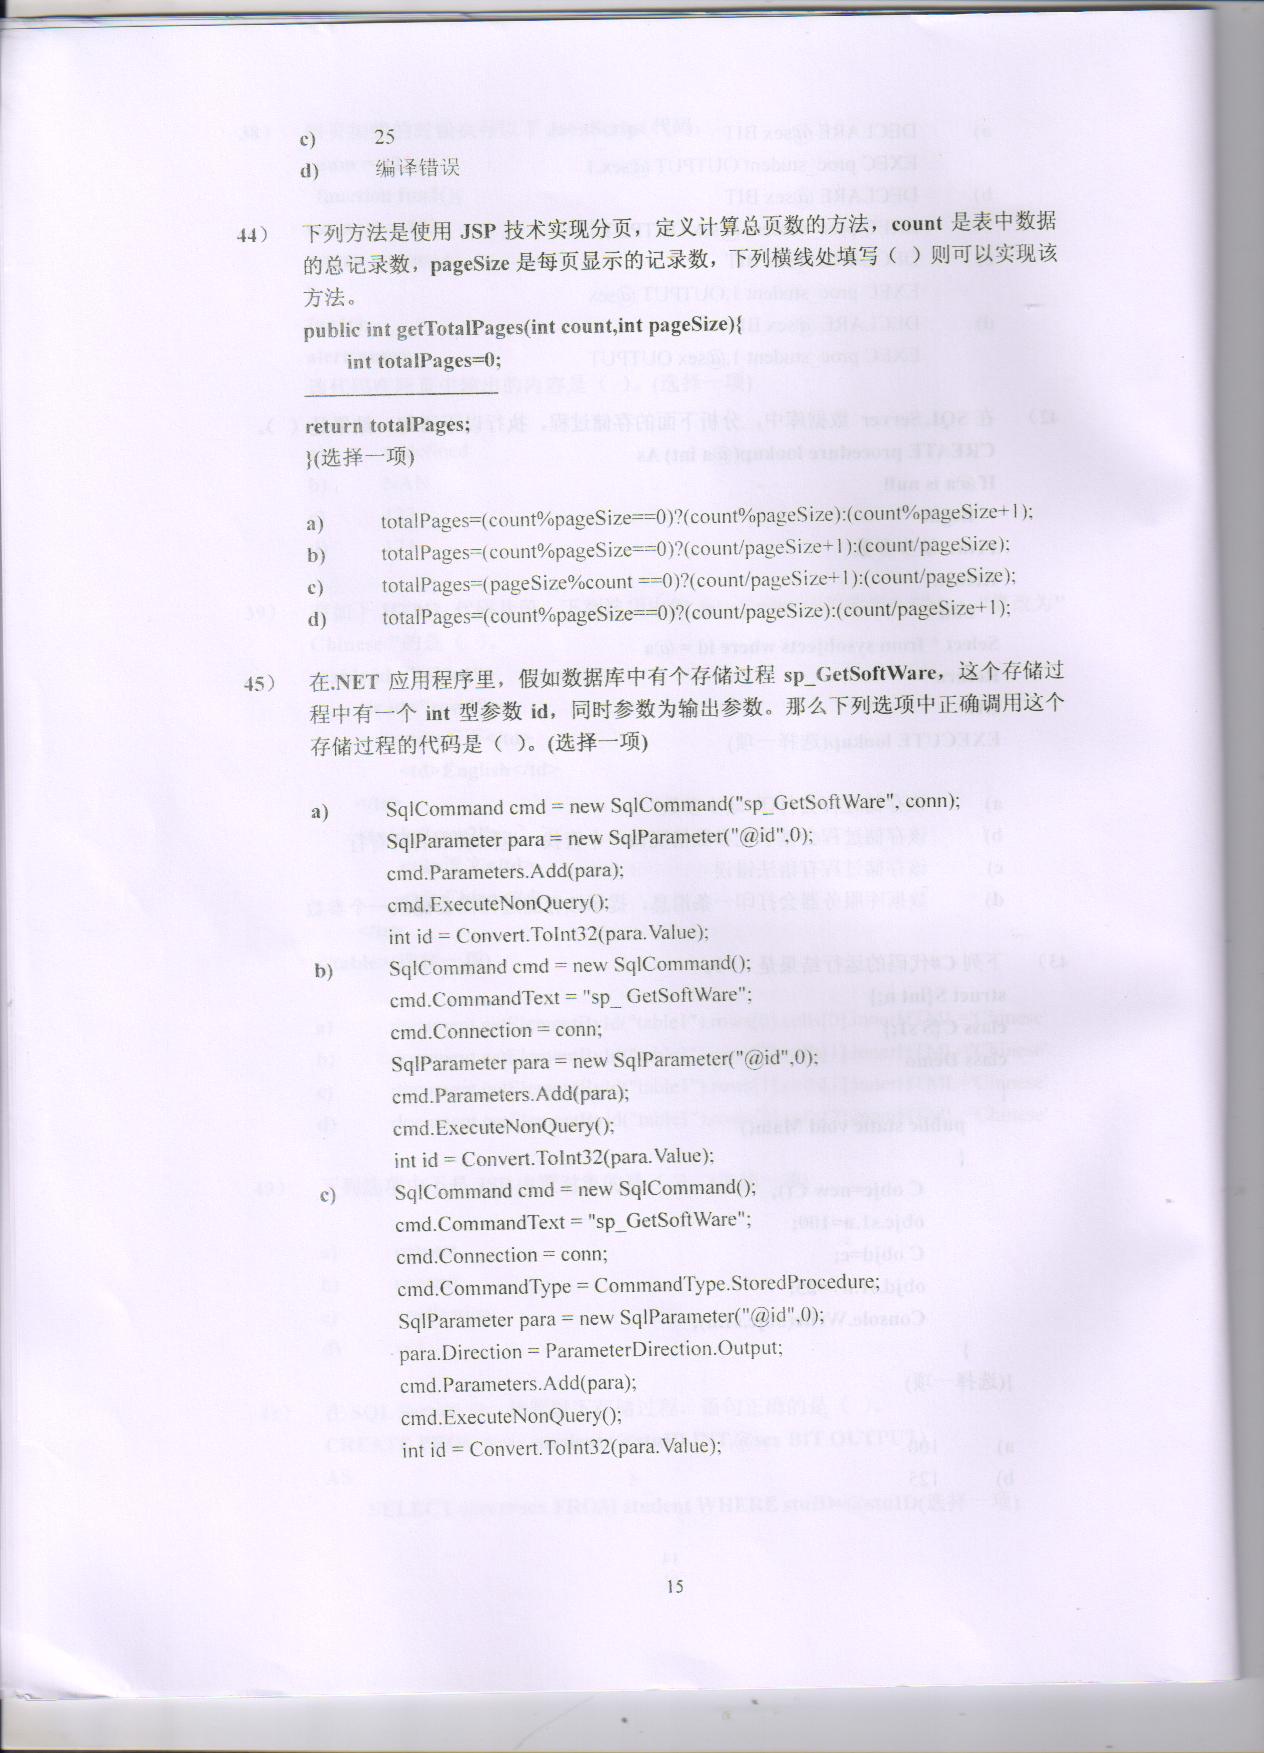 c) 25
d) 编译错误
44） 下列方法是使用 JSP 技术实现分页，定义计算总页数的方法，count 是表中数据
的总记录数，pageSize 是每页显示的记录数，下列横线处填写（ ）则可以实现该
方法。
public int getTotalPages(int count,int pageSize){
int totalPages=0;
return totalPages;
}(选择一项)
a) totalPages=(count%pageSize==0)?(count%pageSize):(count%pageSize+1);
b) totalPages=(count%pageSize==0)?(count/pageSize+1):(count/pageSize);
c) totalPages=(pageSize%count ==0)?(count/pageSize+1):(count/pageSize);
d) totalPages=(count%pageSize==0)?(count/pageSize):(count/pageSize+1);
45） 在.NET 应用程序里，假如数据库中有个存储过程 sp_GetSoftWare，这个存储过
程中有一个 int 型参数 id，同时参数为输出参数。那么下列选项中正确调用这个
存储过程的代码是（ ）。(选择一项)
a) SqlCommand cmd = new SqlCommand("sp_GetSoftWare", conn);
SqlParameter para = new SqlParameter("@id",0);
cmd.Parameters.Add(para);
cmd.ExecuteNonQuery();
int id = Convert.ToInt32(para.Value);
b) SqlCommand cmd = new SqlCommand();
cmd.CommandText = "sp_ GetSoftWare";
cmd.Connection = conn;
SqlParameter para = new SqlParameter("@id",0);
cmd.Parameters.Add(para);
cmd.ExecuteNonQuery();
int id = Convert.ToInt32(para.Value);
c) SqlCommand cmd = new SqlCommand();
cmd.CommandText = "sp_GetSoftWare";
cmd.Connection = conn;
cmd.CommandType = CommandType.StoredProcedure;
SqlParameter para = new SqlParameter("@id",0);
para.Direction = ParameterDirection.Output;
cmd.Parameters.Add(para);
cmd.ExecuteNonQuery();
int id = Convert.ToInt32(para.Value);
15